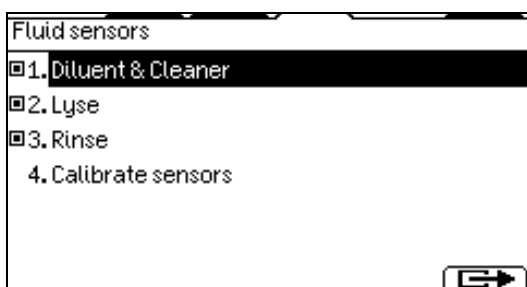 Fluid sensors
1. Diluent & Cleaner
2. Lyse
3. Rinse
4. Calibrate sensors